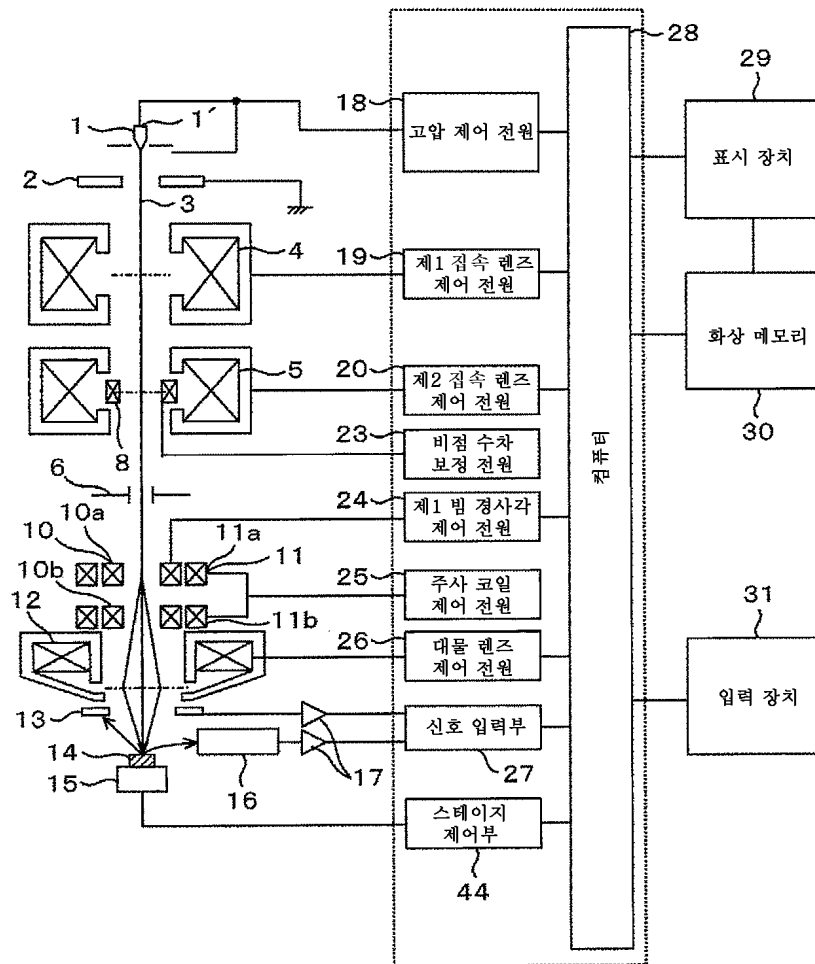 28
29
18
1
1´
고압 제어 전원
표시 장치
2
3
4
19
제1 집속 렌즈
제어 전원
화상 메모리
5
20
제2 집속 렌즈
제어 전원
8
23
비점 수차
보정 전원
30
컴퓨터
6
24
제1 빔 경사각
제어 전원
10a
10
11a
11
10b
25
주사 코일
제어 전원
31
12
11b
26
대물 렌즈
제어 전원
입력 장치
13
신호 입력부
14
17
27
15
16
스테이지
제어부
44